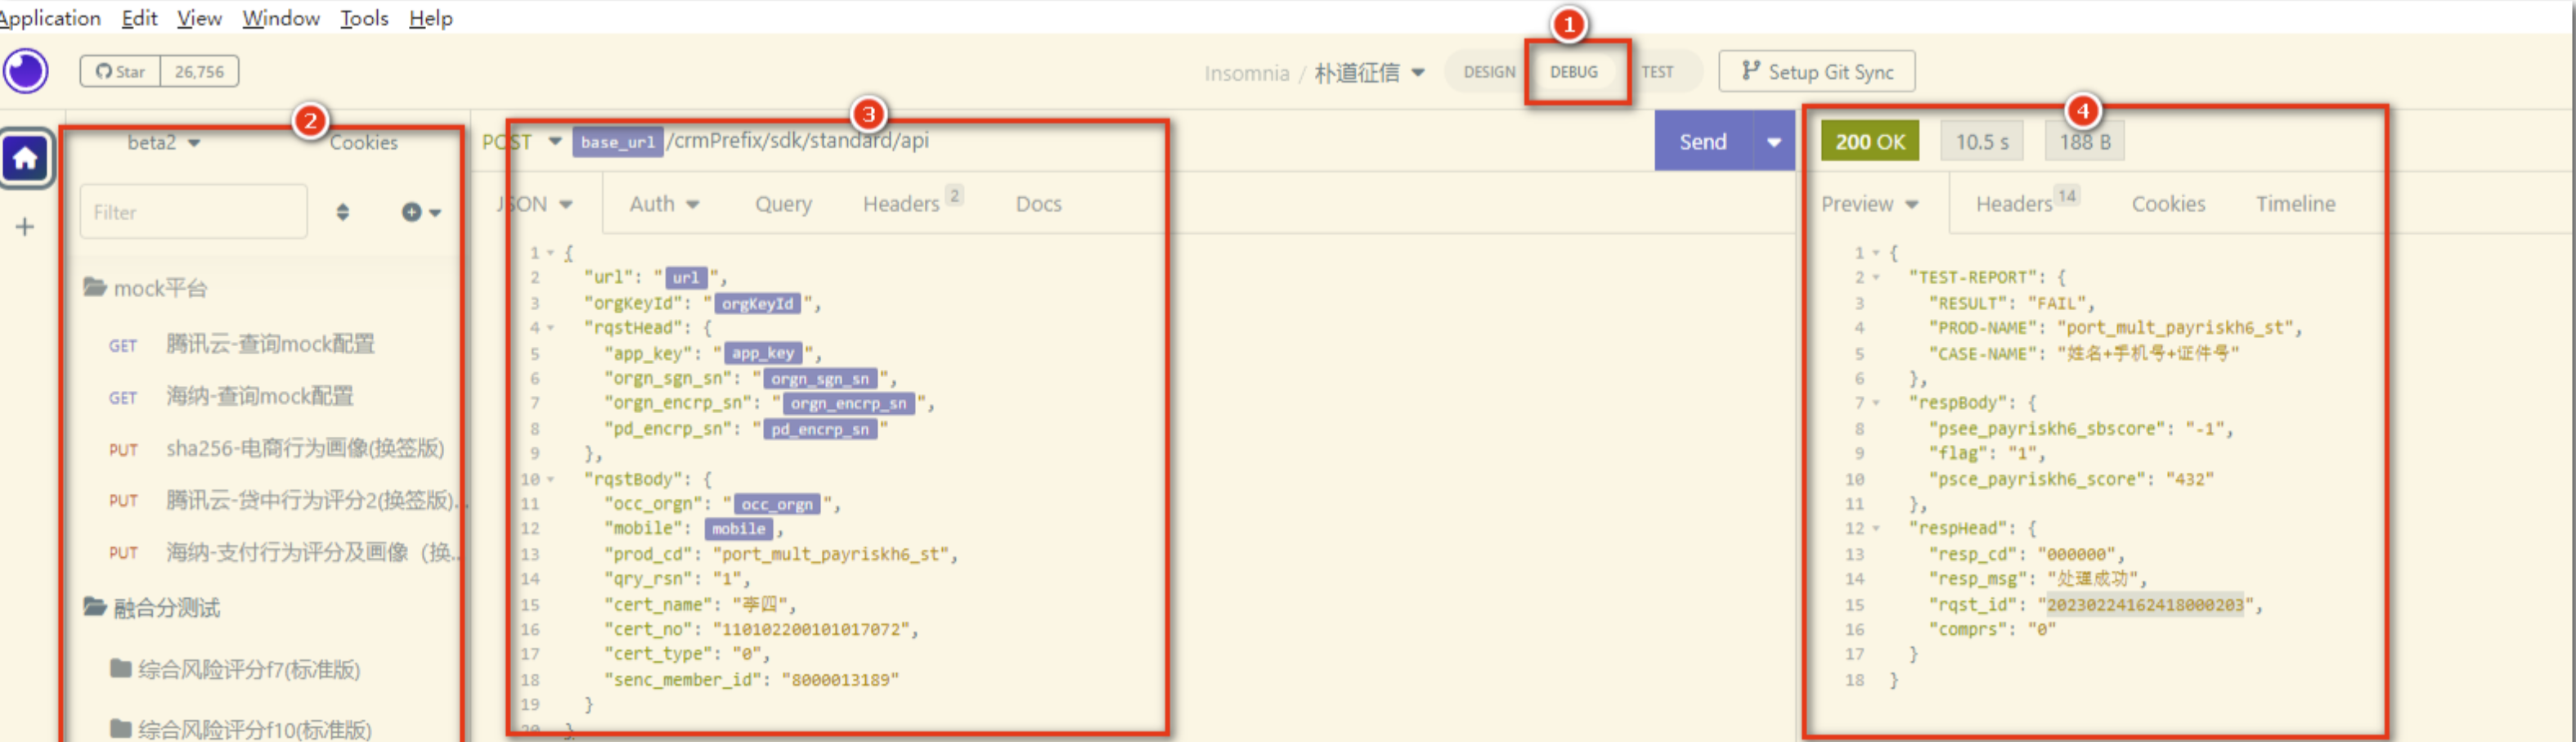 Application Edit View Window Tools Help
1
Star 26,756
Insomnia / 朴道征信
DESIGN DEBUG TEST
Setup Git Sync
2
beta2 Cookies
Filter
mock平台
GET 腾讯云-查询mock配置
GET 海纳-查询mock配置
PUT sha256-电商行为画像(换签版)
PUT 腾讯云-贷中行为评分2(换签版)...
PUT 海纳-支付行为评分及画像（换...
融合分测试
综合风险评分f7(标准版)
综合风险评分f10(标准版)
3
POST base_url /crmPrefix/sdk/standard/api
Send
JSON Auth Query Headers 2 Docs
1 {
2 "url": " url ",
3 "orgKeyId": " orgKeyId ",
4 "rqstHead": {
5 "app_key": " app_key ",
6 "orgn_sgn_sn": " orgn_sgn_sn ",
7 "orgn_encrp_sn": " orgn_encrp_sn ",
8 "pd_encrp_sn": " pd_encrp_sn "
9 },
10 "rqstBody": {
11 "occ_orgn": " occ_orgn ",
12 "mobile": mobile ,
13 "prod_cd": "port_mult_payriskh6_st",
14 "qry_rsn": "1",
15 "cert_name": "李四",
16 "cert_no": "110102200101017072",
17 "cert_type": "0",
18 "senc_member_id": "8000013189"
19 }
20 }
4
200 OK 10.5 s 188 B
Preview Headers 14 Cookies Timeline
1 {
2 "TEST-REPORT": {
3 "RESULT": "FAIL",
4 "PROD-NAME": "port_mult_payriskh6_st",
5 "CASE-NAME": "姓名+手机号+证件号"
6 },
7 "respBody": {
8 "psee_payriskh6_sbscore": "-1",
9 "flag": "1",
10 "psce_payriskh6_score": "432"
11 },
12 "respHead": {
13 "resp_cd": "000000",
14 "resp_msg": "处理成功",
15 "rqst_id": "20230224162418000203",
16 "comprs": "0"
17 }
18 }